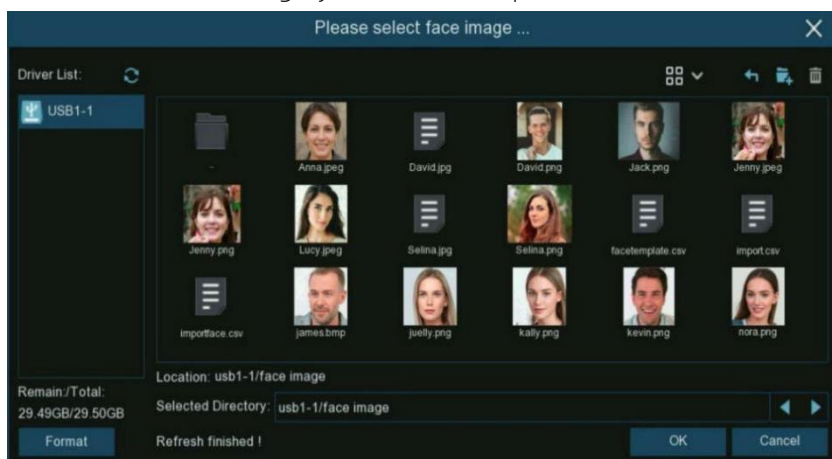 Please select face image ...
Driver List:
USB1-1
..
Anna.jpeg
David.jpg
David.png
Jack.png
Jenny.jpeg
Jenny.png
Lucy.jpeg
Selina.jpg
Selina.png
facetemplate.csv
import.csv
importface.csv
james.bmp
juelly.png
kally.png
kevin.png
nora.png
Location: usb1-1/face image
Remain:/Total:
29.49GB/29.50GB
Selected Directory: usb1-1/face image
Format
Refresh finished !
OK
Cancel